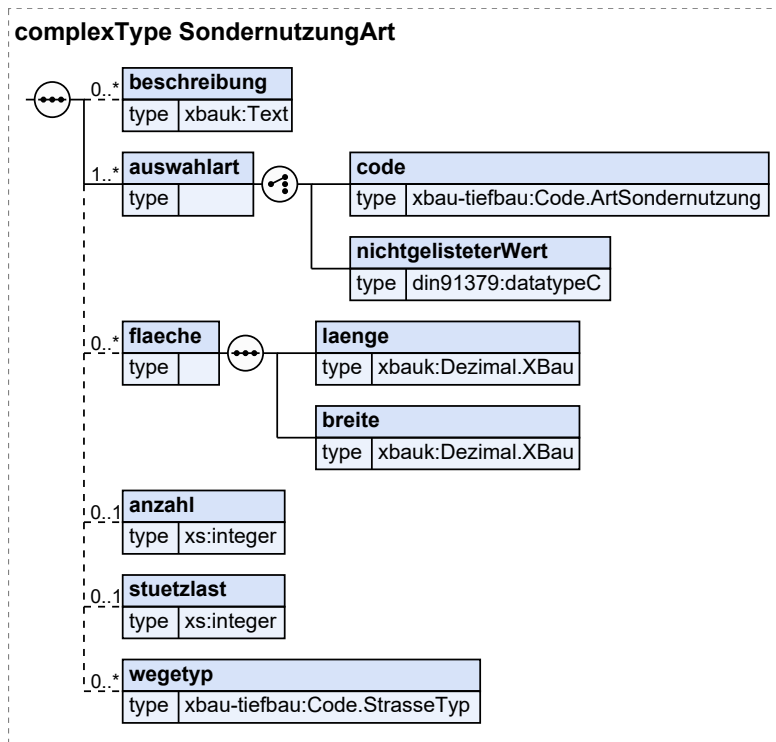 complexType SondernutzungArt
0..* beschreibung
type xbauk:Text
1..* auswahlart
type
code
type xbau-tiefbau:Code.ArtSondernutzung
nichtgelisteterWert
type din91379:datatypeC
0..* flaeche
type
laenge
type xbauk:Dezimal.XBau
breite
type xbauk:Dezimal.XBau
0..1 anzahl
type xs:integer
0..1 stuetzlast
type xs:integer
0..* wegetyp
type xbau-tiefbau:Code.StrasseTyp